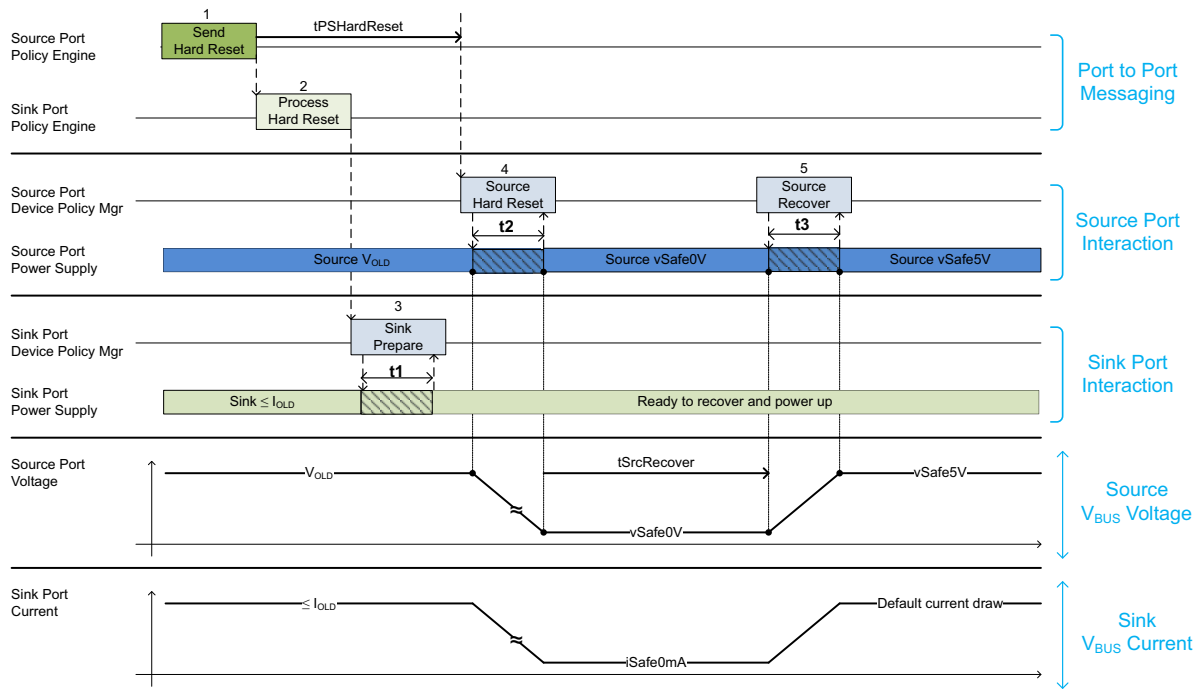 1
Source Port
Policy Engine
Send
Hard Reset
tPSHardReset
2
Sink Port
Policy Engine
Process
Hard Reset
Port to Port
Messaging
Source Port
Device Policy Mgr
4
Source
Hard Reset
5
Source
Recover
t2
t3
Source Port
Power Supply
Source VOLD
Source vSafe0V
Source vSafe5V
Source Port
Interaction
Sink Port
Device Policy Mgr
3
Sink
Prepare
t1
Sink Port
Power Supply
Sink ≤ IOLD
Ready to recover and power up
Sink Port
Interaction
Source Port
Voltage
VOLD
tSrcRecover
vSafe5V
vSafe0V
Source
VBUS Voltage
Sink Port
Current
≤ IOLD
Default current draw
iSafe0mA
Sink
VBUS Current